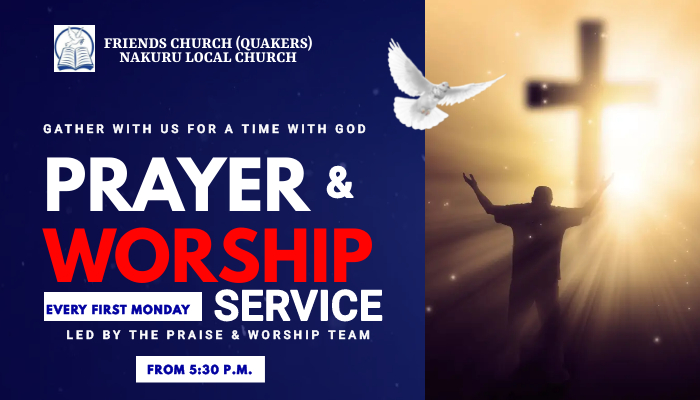 FRIENDS CHURCH (QUAKERS)
NAKURU LOCAL CHURCH
GATHER WITH US FOR A TIME WITH GOD
PRAYER &
WORSHIP
EVERY FIRST MONDAY SERVICE
LED BY THE PRAISE & WORSHIP TEAM
FROM 5:30 P.M.